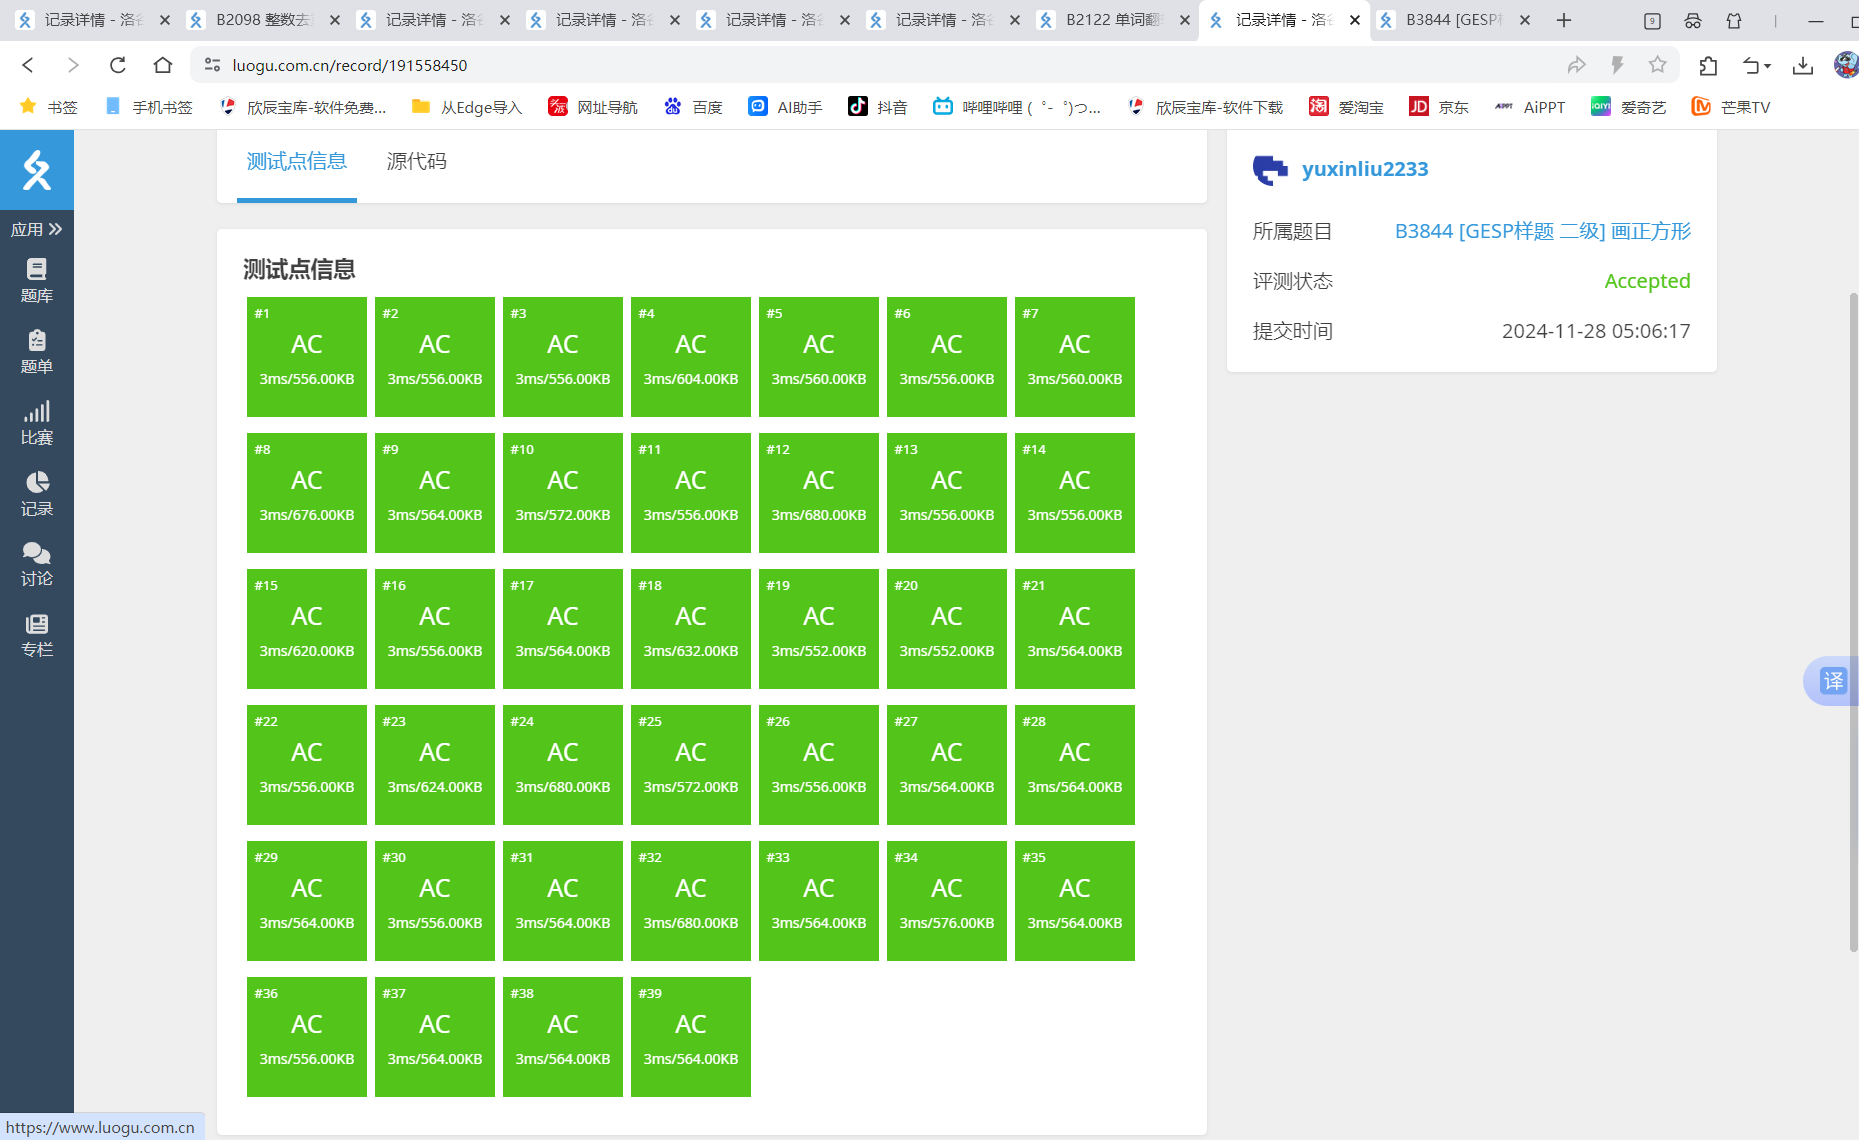 记录详情 - 洛
B2098 整数去
记录详情 - 洛
记录详情 - 洛
记录详情 - 洛
记录详情 - 洛
B2122 单词翻
记录详情 - 洛
B3844 [GESP
9
luogu.com.cn/record/191558450
书签
手机书签
欣辰宝库-软件免费...
从Edge导入
网址导航
百度
AI助手
抖音
哔哩哔哩 ( ゜- ゜)つ...
欣辰宝库-软件下载
爱淘宝
京东
AiPPT
爱奇艺
芒果TV
应用
题库
题单
比赛
记录
讨论
专栏
测试点信息 源代码
测试点信息
#1 #2 #3 #4 #5 #6 #7
AC AC AC AC AC AC AC
3ms/556.00KB 3ms/556.00KB 3ms/556.00KB 3ms/604.00KB 3ms/560.00KB 3ms/556.00KB 3ms/560.00KB
#8 #9 #10 #11 #12 #13 #14
AC AC AC AC AC AC AC
3ms/676.00KB 3ms/564.00KB 3ms/572.00KB 3ms/556.00KB 3ms/680.00KB 3ms/556.00KB 3ms/556.00KB
#15 #16 #17 #18 #19 #20 #21
AC AC AC AC AC AC AC
3ms/620.00KB 3ms/556.00KB 3ms/564.00KB 3ms/632.00KB 3ms/552.00KB 3ms/552.00KB 3ms/564.00KB
#22 #23 #24 #25 #26 #27 #28
AC AC AC AC AC AC AC
3ms/556.00KB 3ms/624.00KB 3ms/680.00KB 3ms/572.00KB 3ms/556.00KB 3ms/564.00KB 3ms/564.00KB
#29 #30 #31 #32 #33 #34 #35
AC AC AC AC AC AC AC
3ms/564.00KB 3ms/556.00KB 3ms/564.00KB 3ms/680.00KB 3ms/564.00KB 3ms/576.00KB 3ms/564.00KB
#36 #37 #38 #39
AC AC AC AC
3ms/556.00KB 3ms/564.00KB 3ms/564.00KB 3ms/564.00KB
yuxinliu2233
所属题目 B3844 [GESP样题 二级] 画正方形
评测状态 Accepted
提交时间 2024-11-28 05:06:17
译
https://www.luogu.com.cn